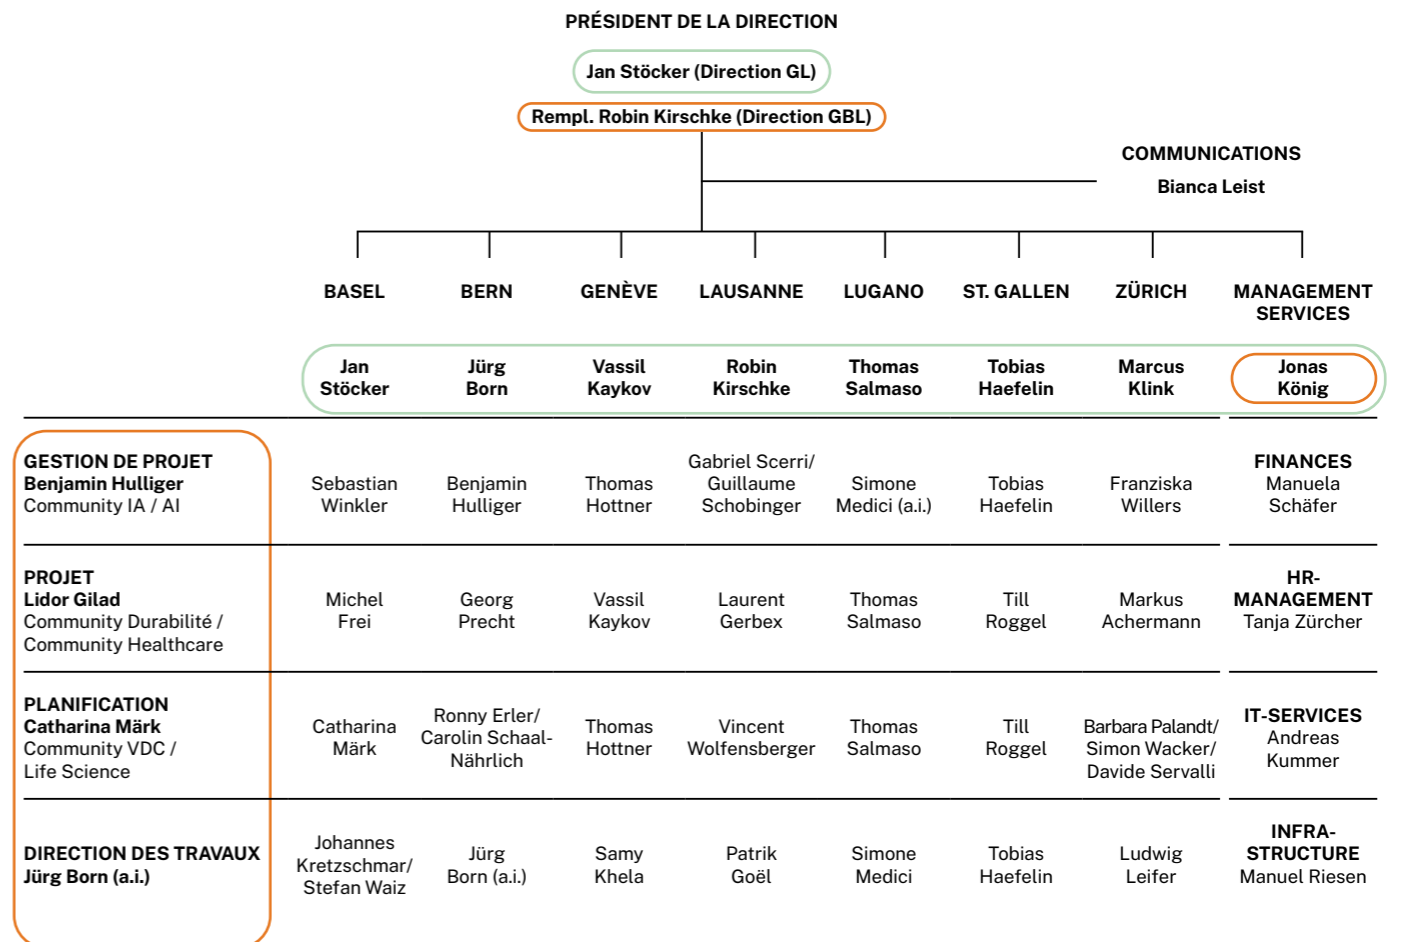 PRÉSIDENT DE LA DIRECTION
Jan Stöcker (Direction GL)
Rempl. Robin Kirschke (Direction GBL)
COMMUNICATIONS
Bianca Leist
BASEL
BERN
GENÈVE
LAUSANNE
LUGANO
ST. GALLEN
ZÜRICH
MANAGEMENT
SERVICES
Jan
Stöcker
Jürg
Born
Vassil
Kaykov
Robin
Kirschke
Thomas
Salmaso
Tobias
Haefelin
Marcus
Klink
Jonas
König
GESTION DE PROJET
Benjamin Hulliger
Community IA / AI
Sebastian
Winkler
Benjamin
Hulliger
Thomas
Hottner
Gabriel Scerri/
Guillaume
Schobinger
Simone
Medici (a.i.)
Tobias
Haefelin
Franziska
Willers
FINANCES
Manuela
Schäfer
PROJET
Lidor Gilad
Community Durabilité /
Community Healthcare
Michel
Frei
Georg
Precht
Vassil
Kaykov
Laurent
Gerbex
Thomas
Salmaso
Till
Roggel
Markus
Achermann
HR-
MANAGEMENT
Tanja Zürcher
PLANIFICATION
Catharina Märk
Community VDC /
Life Science
Catharina
Märk
Ronny Erler/
Carolin Schaal-
Nährlich
Thomas
Hottner
Vincent
Wolfensberger
Thomas
Salmaso
Till
Roggel
Barbara Palandt/
Simon Wacker/
Davide Servalli
IT-SERVICES
Andreas
Kummer
DIRECTION DES TRAVAUX
Jürg Born (a.i.)
Johannes
Kretzschmar/
Stefan Waiz
Jürg
Born (a.i.)
Samy
Khela
Patrik
Goël
Simone
Medici
Tobias
Haefelin
Ludwig
Leifer
INFRA-
STRUCTURE
Manuel Riesen